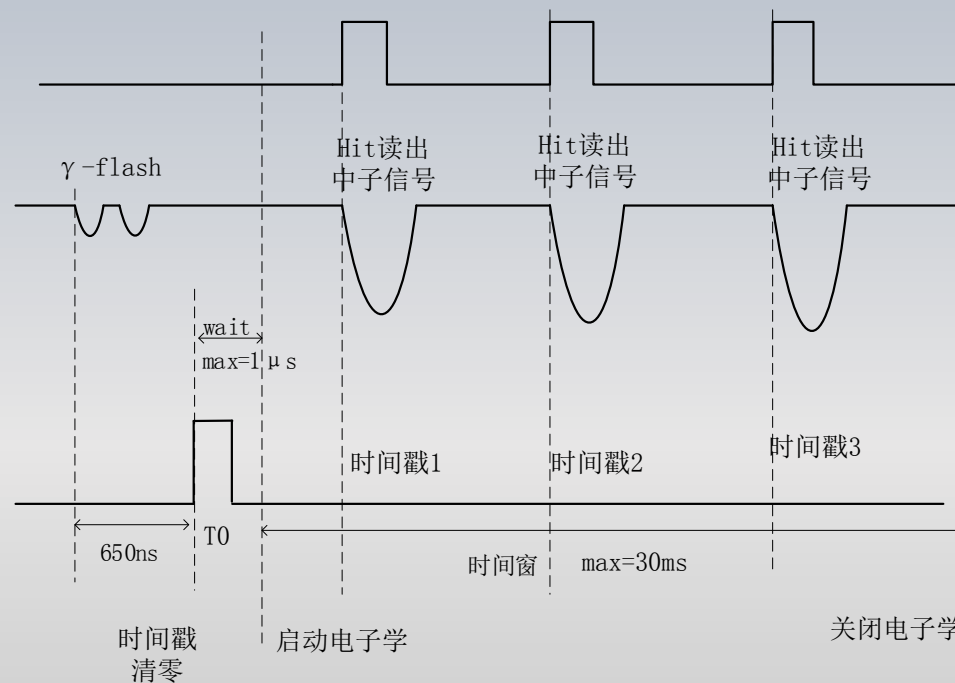 γ-flash
Hit读出
中子信号
Hit读出
中子信号
Hit读出
中子信号
wait
max=1μs
时间戳1
时间戳2
时间戳3
650ns
T0
时间窗
max=30ms
时间戳
清零
启动电子学
关闭电子学